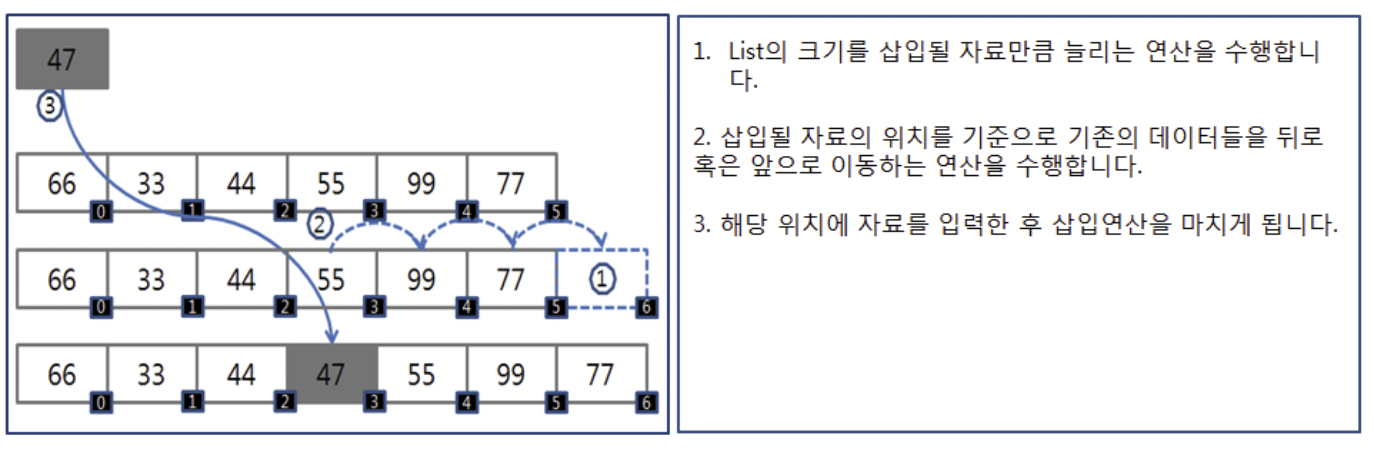 47
③
66 33 44 55 99 77
0 1 2 3 4 5
②
66 33 44 55 99 77 ①
0 1 2 3 4 5 6
66 33 44 47 55 99 77
0 1 2 3 4 5 6
1. List의 크기를 삽입될 자료만큼 늘리는 연산을 수행합니
다.
2. 삽입될 자료의 위치를 기준으로 기존의 데이터들을 뒤로
혹은 앞으로 이동하는 연산을 수행합니다.
3. 해당 위치에 자료를 입력한 후 삽입연산을 마치게 됩니다.